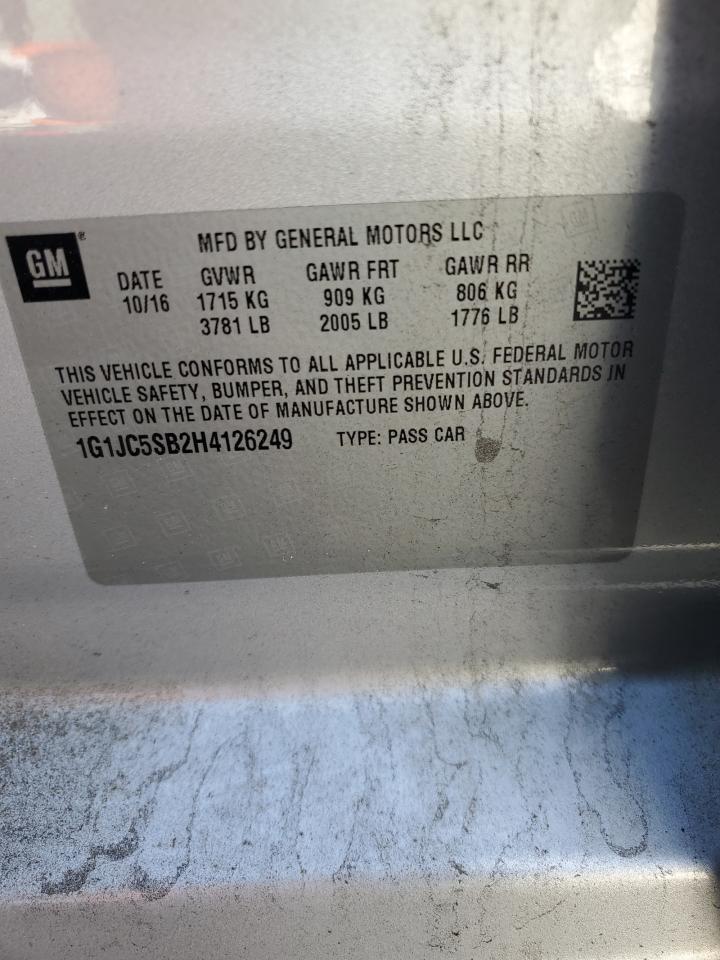 GM®
MFD BY GENERAL MOTORS LLC
DATE GVWR GAWR FRT GAWR RR
10/16 1715 KG 909 KG 806 KG
3781 LB 2005 LB 1776 LB
THIS VEHICLE CONFORMS TO ALL APPLICABLE U.S. FEDERAL MOTOR
VEHICLE SAFETY, BUMPER, AND THEFT PREVENTION STANDARDS IN
EFFECT ON THE DATE OF MANUFACTURE SHOWN ABOVE.
1G1JC5SB2H4126249 TYPE: PASS CAR